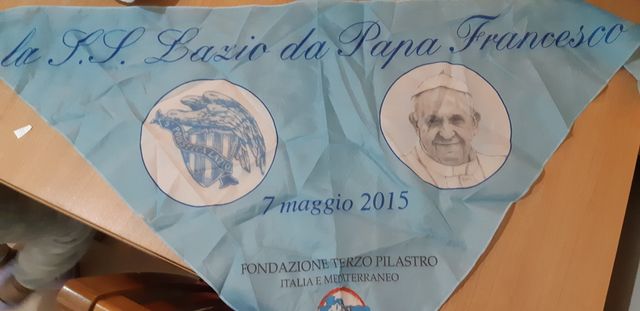 la S.S. Lazio da Papa Francesco
7 maggio 2015
FONDAZIONE TERZO PILASTRO
ITALIA E MEDITERRANEO